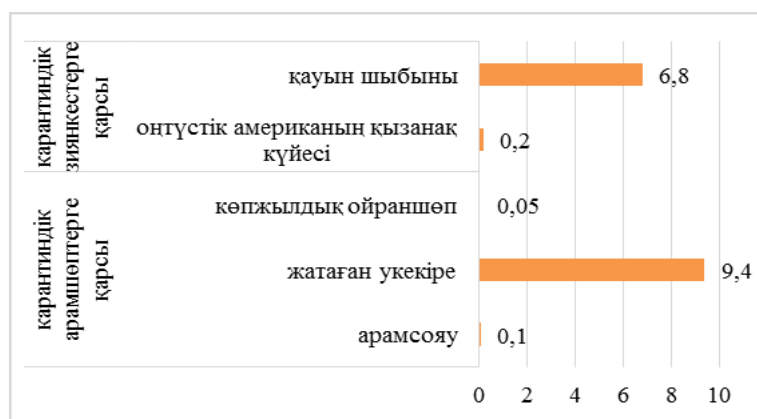 карантиндік
зиянкестерге
қарсы
қауын шыбыны
6,8
оңтүстік американың қызанақ
күйесі
0,2
карантиндік
арамшөптерге
қарсы
көпжылдық ойраншөп
0,05
жатаған укекіре
9,4
арамсояу
0,1
0 2 4 6 8 10